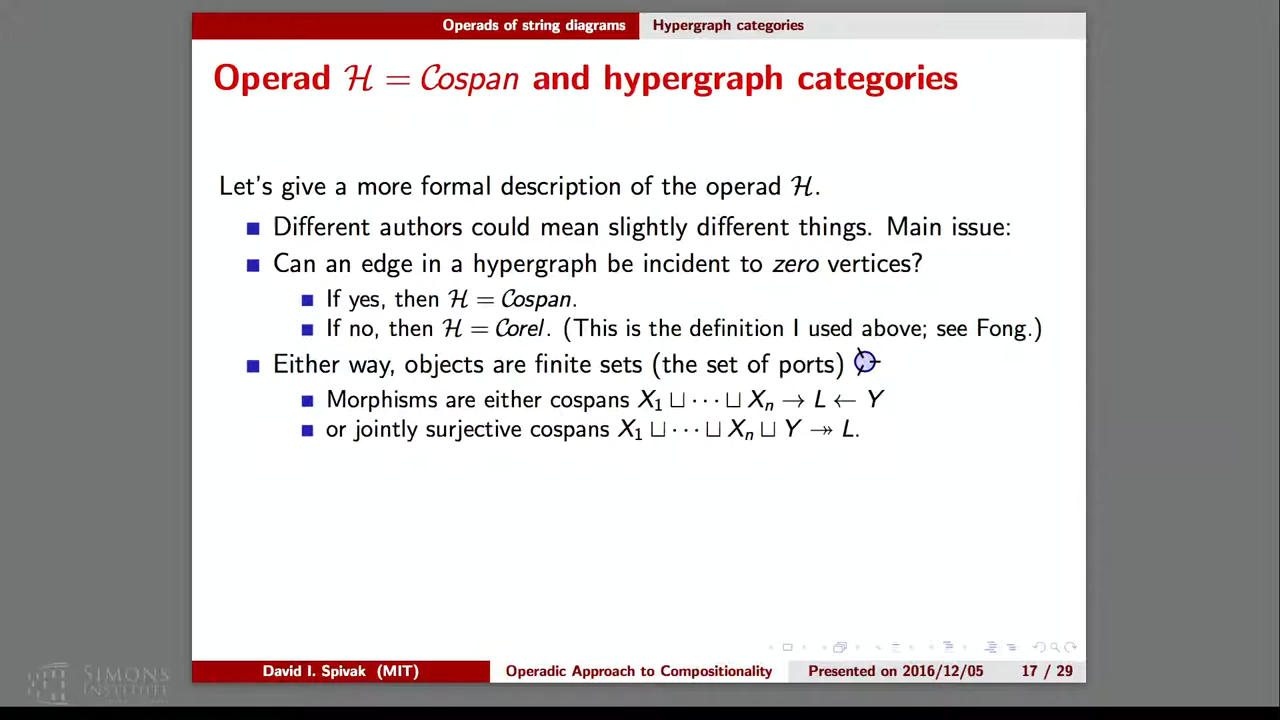 Operads of string diagrams Hypergraph categories
Operad ℋ = 𝒞ospan and hypergraph categories
Let's give a more formal description of the operad ℋ.
Different authors could mean slightly different things. Main issue:
Can an edge in a hypergraph be incident to zero vertices?
If yes, then ℋ = 𝒞ospan.
If no, then ℋ = 𝒞orel. (This is the definition I used above; see Fong.)
Either way, objects are finite sets (the set of ports)
Morphisms are either cospans X₁ ⊔ ⋯ ⊔ Xₙ → L ← Y
or jointly surjective cospans X₁ ⊔ ⋯ ⊔ Xₙ ⊔ Y ↠ L.
David I. Spivak (MIT) Operadic Approach to Compositionality Presented on 2016/12/05 17 / 29
SIMONS
INSTITUTE